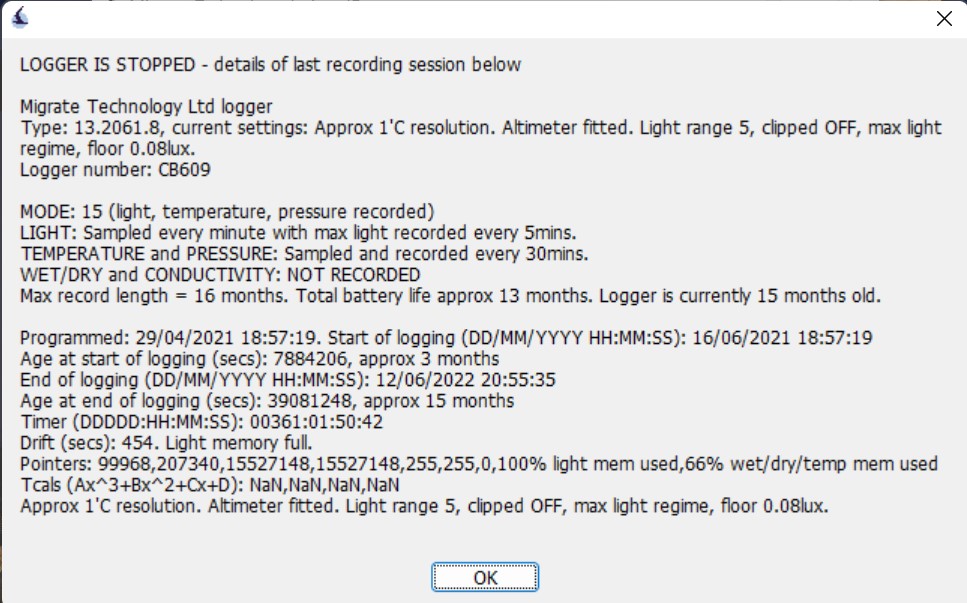 LOGGER IS STOPPED - details of last recording session below
Migrate Technology Ltd logger
Type: 13.2061.8, current settings: Approx 1'C resolution. Altimeter fitted. Light range 5, clipped OFF, max light
regime, floor 0.08lux.
Logger number: CB609
MODE: 15 (light, temperature, pressure recorded)
LIGHT: Sampled every minute with max light recorded every 5mins.
TEMPERATURE and PRESSURE: Sampled and recorded every 30mins.
WET/DRY and CONDUCTIVITY: NOT RECORDED
Max record length = 16 months. Total battery life approx 13 months. Logger is currently 15 months old.
Programmed: 29/04/2021 18:57:19. Start of logging (DD/MM/YYYY HH:MM:SS): 16/06/2021 18:57:19
Age at start of logging (secs): 7884206, approx 3 months
End of logging (DD/MM/YYYY HH:MM:SS): 12/06/2022 20:55:35
Age at end of logging (secs): 39081248, approx 15 months
Timer (DDDDD:HH:MM:SS): 00361:01:50:42
Drift (secs): 454. Light memory full.
Pointers: 99968,207340,15527148,15527148,255,255,0,100% light mem used,66% wet/dry/temp mem used
Tcals (Ax^3+Bx^2+Cx+D): NaN,NaN,NaN,NaN
Approx 1'C resolution. Altimeter fitted. Light range 5, clipped OFF, max light regime, floor 0.08lux.
OK